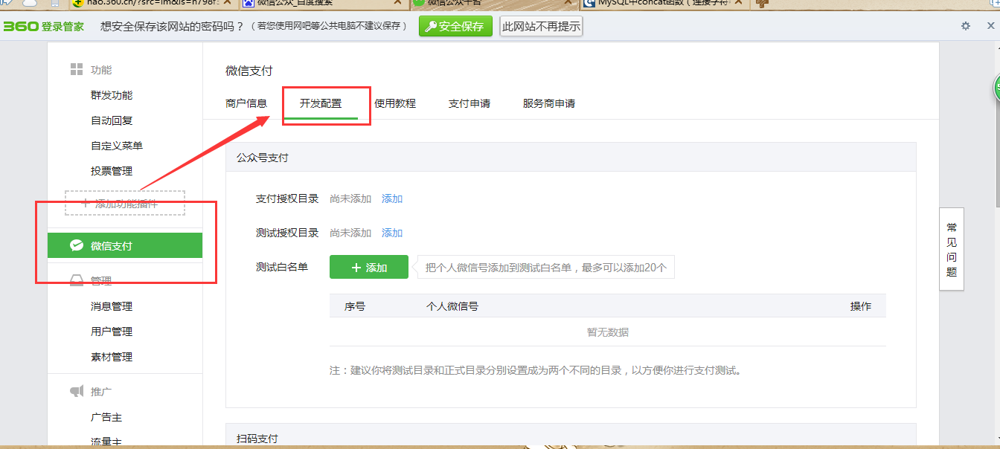 hao.360.cn/?src=lm&ls=n798f3
微信公众_百度搜索
微信公众平台
MySQL中concat函数（连接字符
360 登录管家 想安全保存该网站的密码吗？（若您使用网吧等公共电脑不建议保存） 安全保存 此网站不再提示
功能
群发功能
自动回复
自定义菜单
投票管理
+ 添加功能插件
微信支付
管理
消息管理
用户管理
素材管理
推广
广告主
流量主
微信支付
商户信息 开发配置 使用教程 支付申请 服务商申请
公众号支付
支付授权目录 尚未添加 添加
测试授权目录 尚未添加 添加
测试白名单 + 添加 把个人微信号添加到测试白名单，最多可以添加20个
序号 个人微信号 操作
暂无数据
注：建议你将测试目录和正式目录分别设置成为两个不同的目录，以方便你进行支付测试。
扫码支付
常见问题